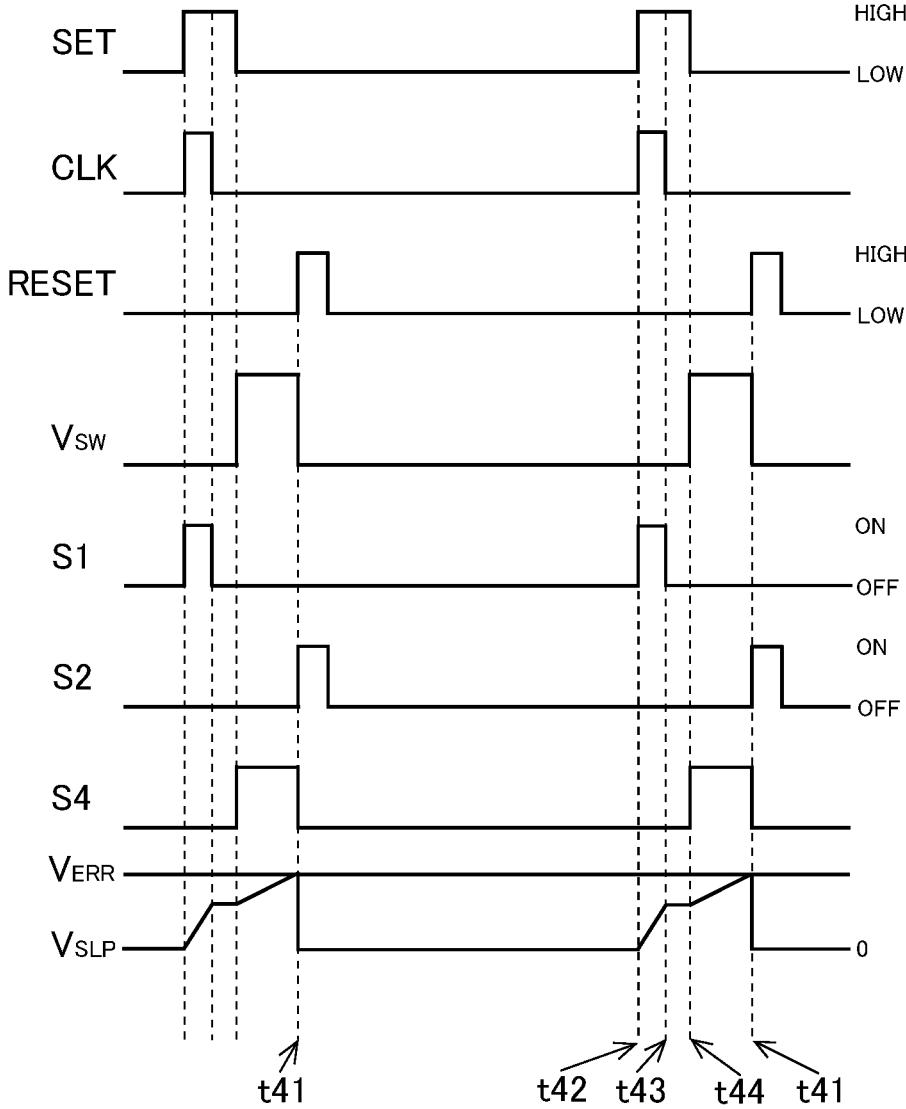 HIGH
SET
LOW
CLK
HIGH
RESET
LOW
VSW
ON
S1
OFF
ON
S2
OFF
S4
VERR
VSLP
0
t41
t42
t43
t44
t41